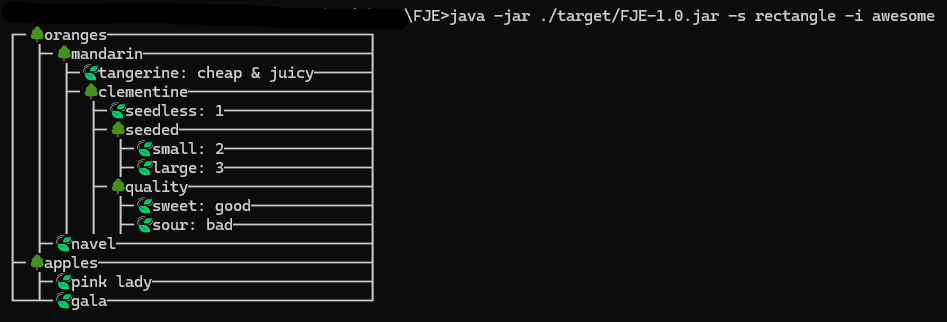 \FJE>java -jar ./target/FJE-1.0.jar -s rectangle -i awesome
oranges
mandarin
tangerine: cheap & juicy
clementine
seedless: 1
seeded
small: 2
large: 3
quality
sweet: good
sour: bad
navel
apples
pink lady
gala